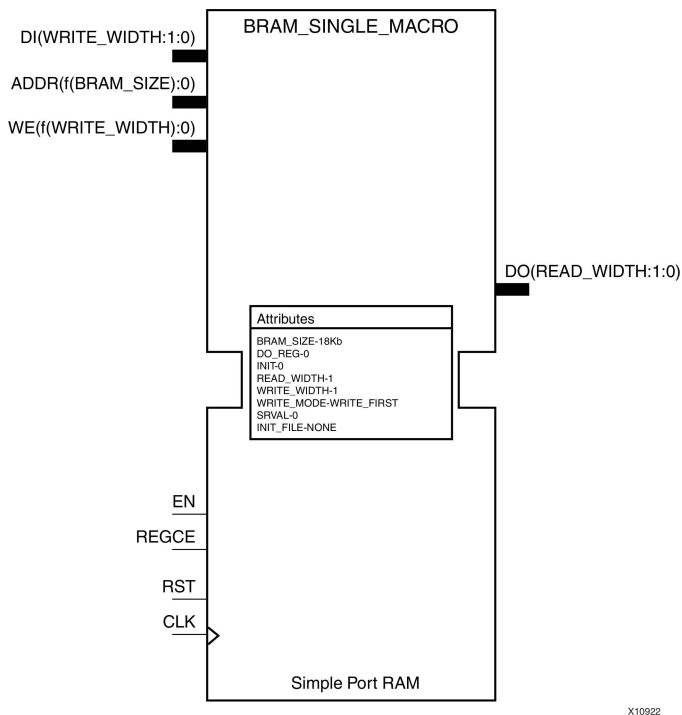 BRAM_SINGLE_MACRO
DI(WRITE_WIDTH:1:0)
ADDR(f(BRAM_SIZE):0)
WE(f(WRITE_WIDTH):0)
DO(READ_WIDTH:1:0)
Attributes
BRAM_SIZE-18Kb
DO_REG-0
INIT-0
READ_WIDTH-1
WRITE_WIDTH-1
WRITE_MODE-WRITE_FIRST
SRVAL-0
INIT_FILE-NONE
EN
REGCE
RST
CLK
Simple Port RAM
X10922